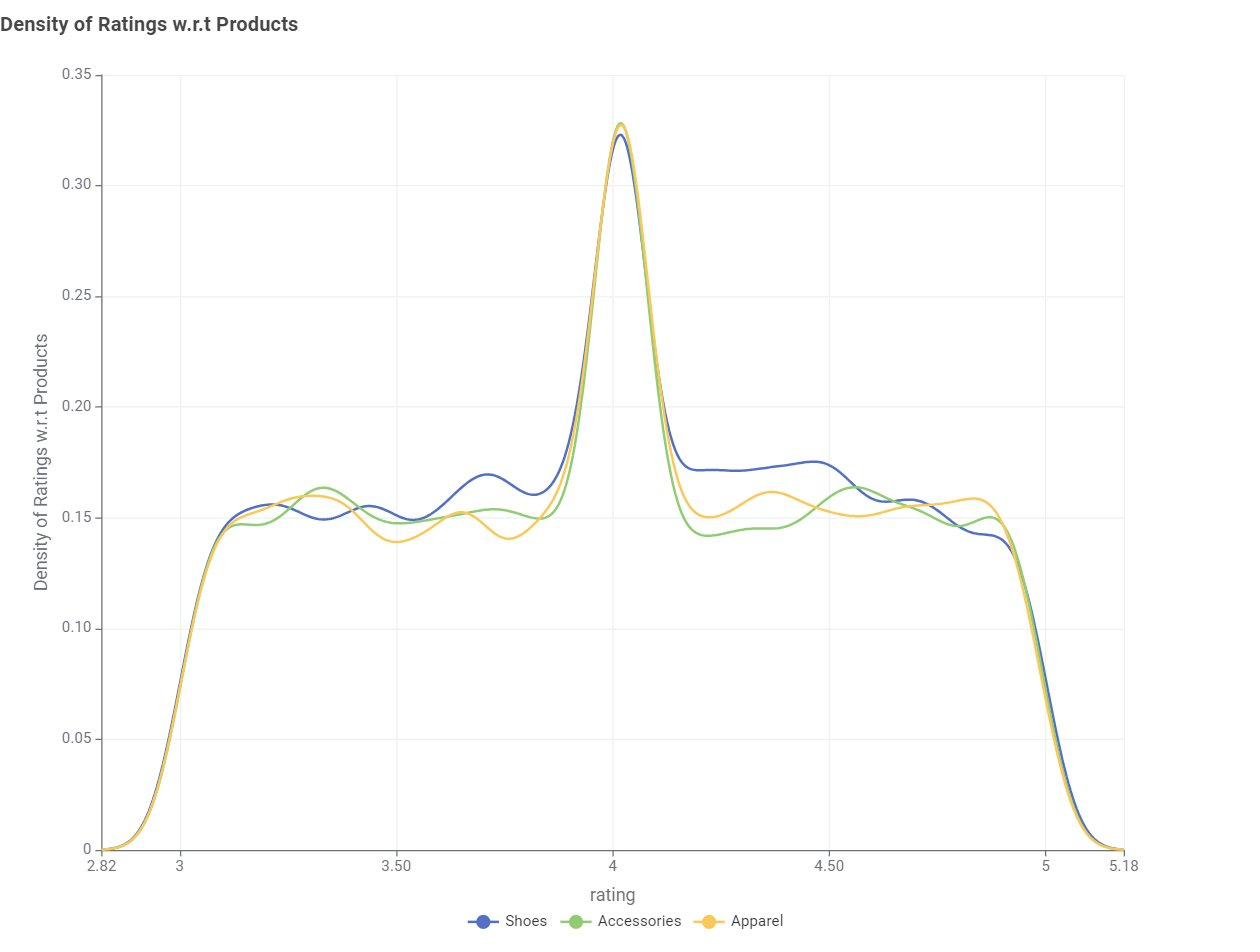 Density of Ratings w.r.t Products
Density of Ratings w.r.t Products
0.35
0.30
0.25
0.20
0.15
0.10
0.05
0
2.82 3 3.50 4 4.50 5 5.18
rating
Shoes Accessories Apparel